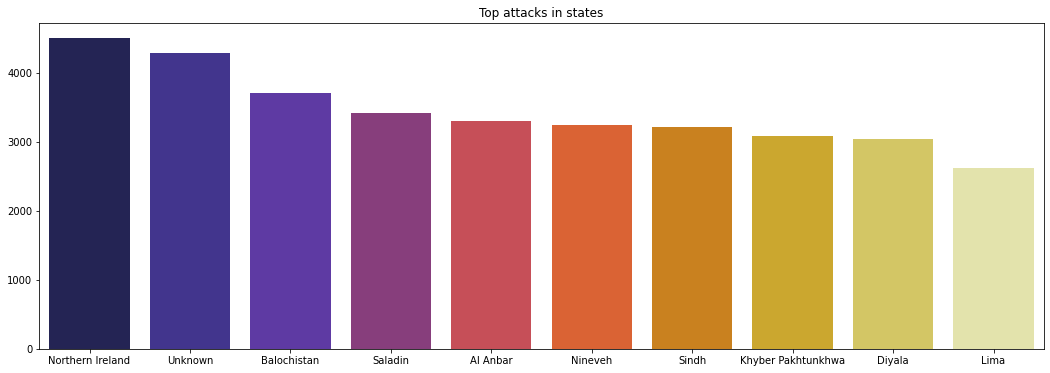 Top attacks in states
4000
3000
2000
1000
0
Northern Ireland Unknown Balochistan Saladin Al Anbar Nineveh Sindh Khyber Pakhtunkhwa Diyala Lima